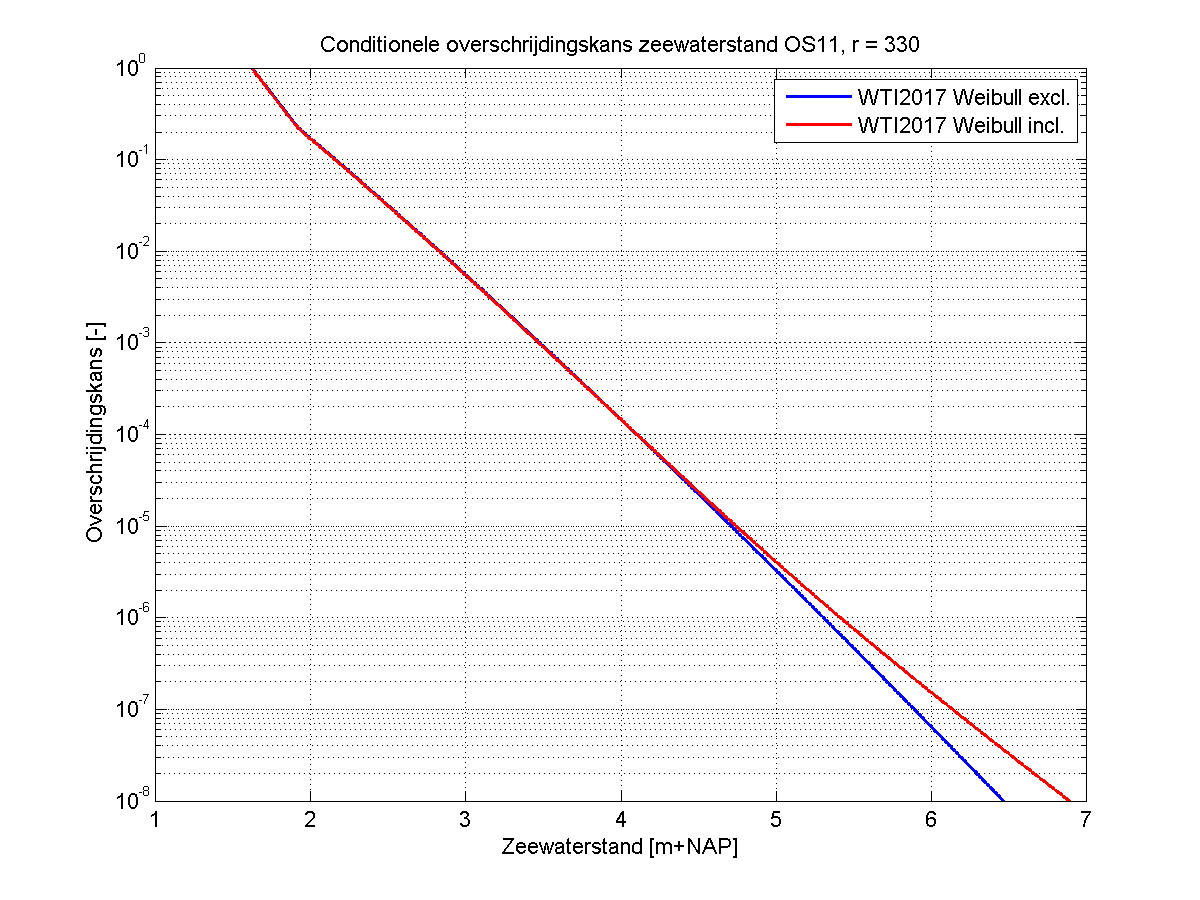 Conditionele overschrijdingskans zeewaterstand OS11, r = 330
WTI2017 Weibull excl.
WTI2017 Weibull incl.
Overschrijdingskans [-]
10^0
10^-1
10^-2
10^-3
10^-4
10^-5
10^-6
10^-7
10^-8
1 2 3 4 5 6 7
Zeewaterstand [m+NAP]